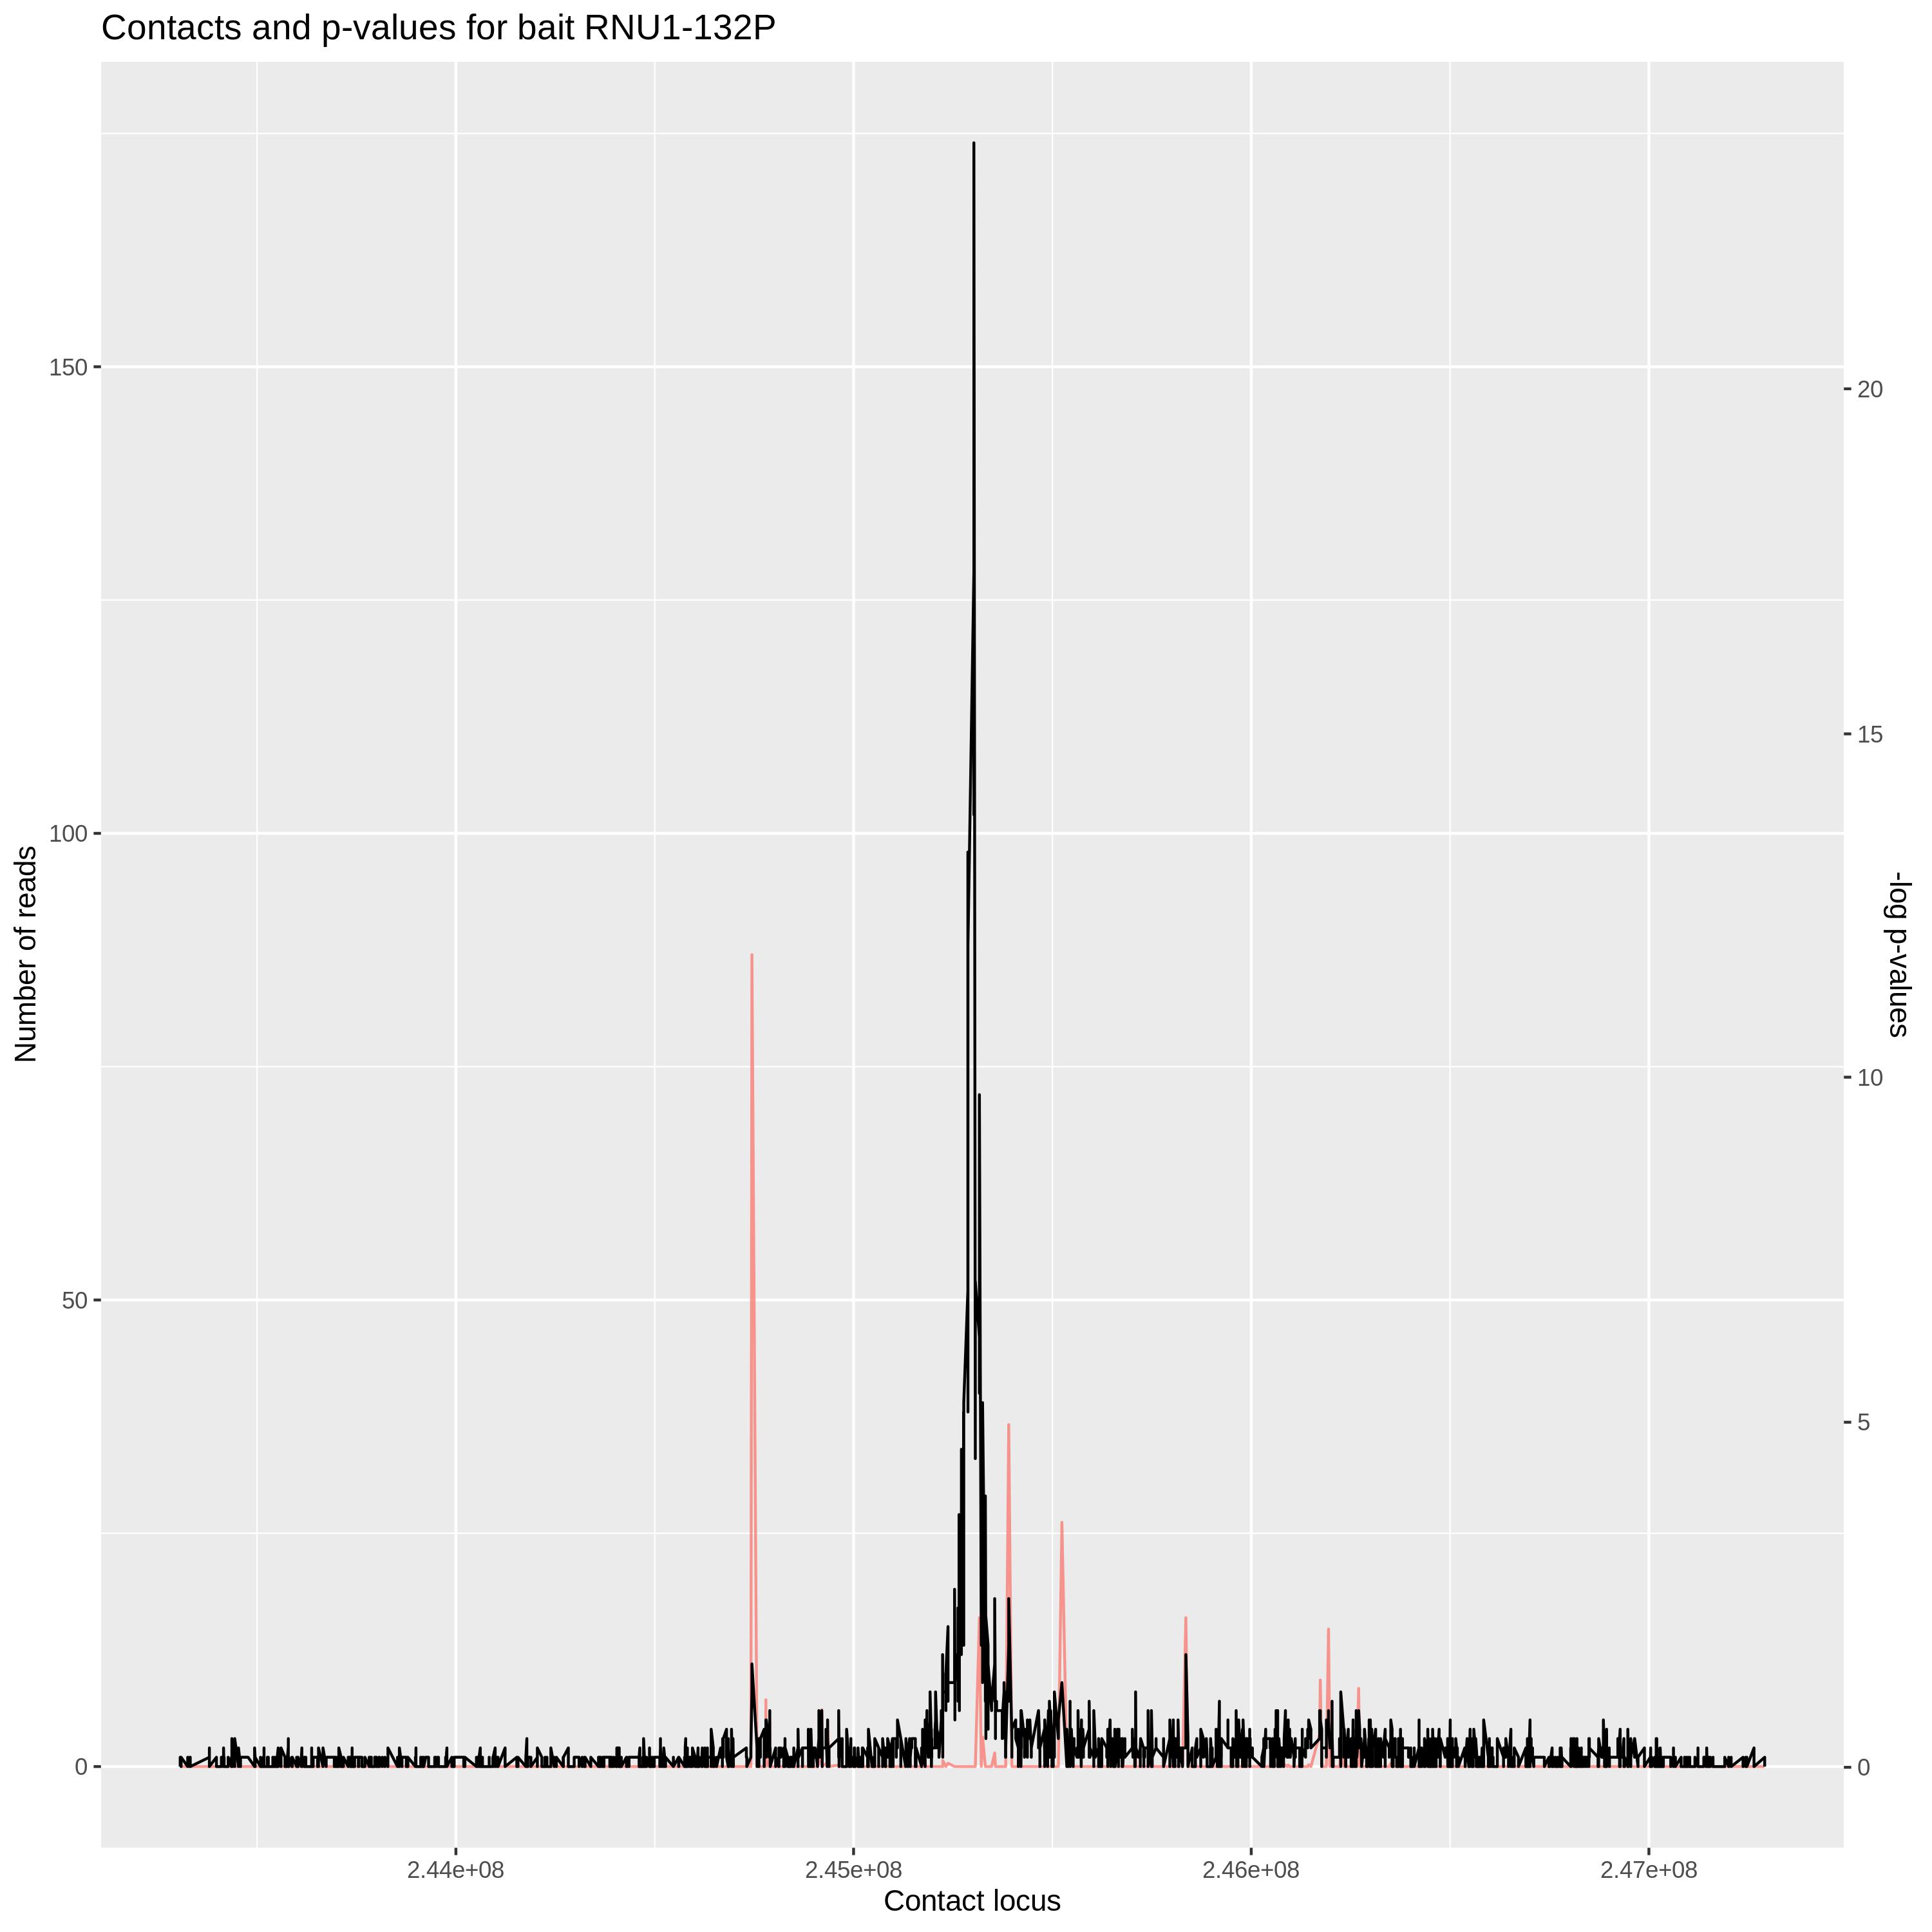 Contacts and p-values for bait RNU1-132P
150
100
50
0
20
15
10
5
0
Number of reads
-log p-values
2.44e+08
2.45e+08
2.46e+08
2.47e+08
Contact locus